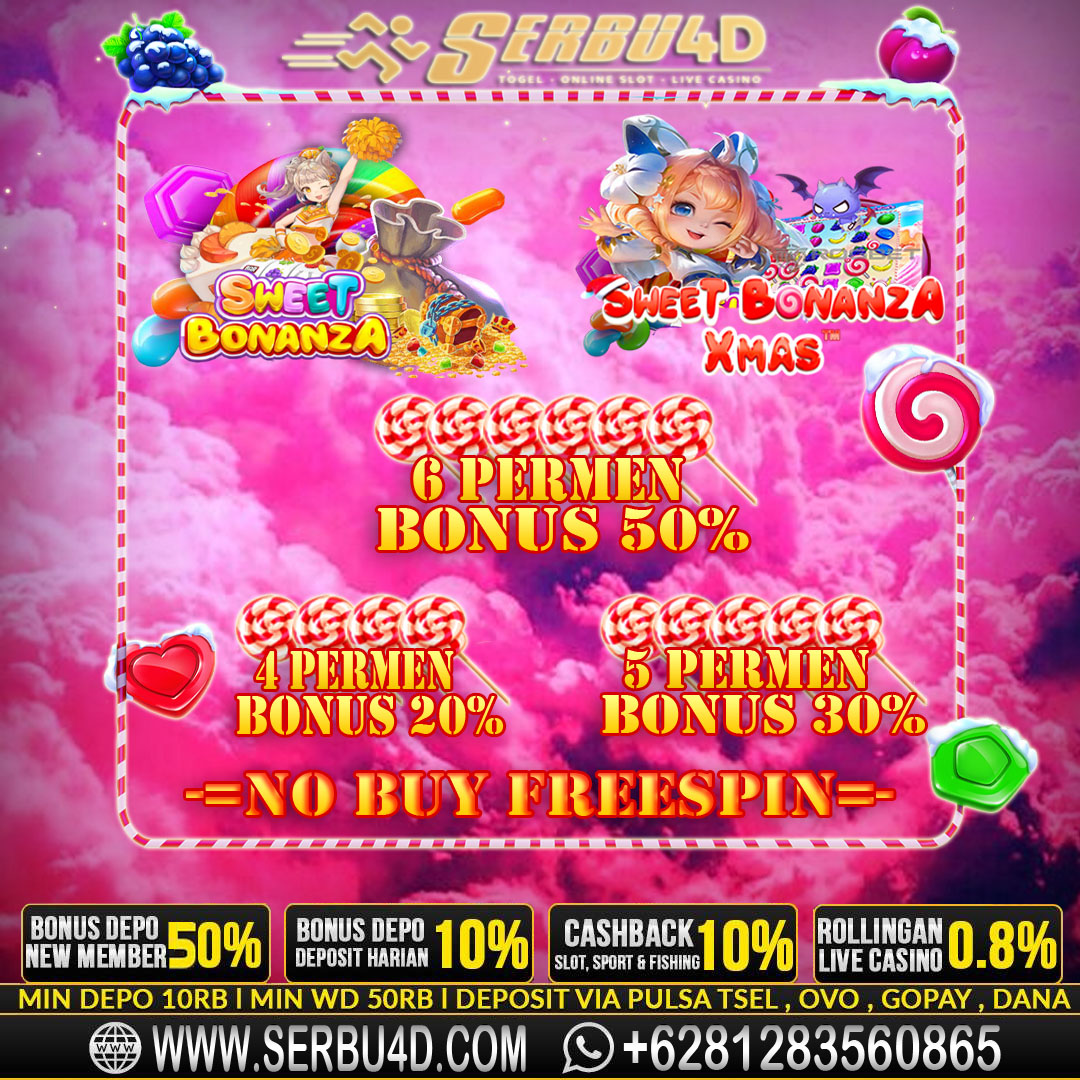 SERBU4D
TOGEL - ONLINE SLOT - LIVE CASINO
SWEET
BONANZA
SWEET BONANZA
XMAS™
6 PERMEN
BONUS 50%
4 PERMEN
BONUS 20%
5 PERMEN
BONUS 30%
-=NO BUY FREESPIN=-
BONUS DEPO
NEW MEMBER 50%
BONUS DEPO
DEPOSIT HARIAN 10%
CASHBACK
SLOT, SPORT & FISHING 10%
ROLLINGAN
LIVE CASINO 0.8%
MIN DEPO 10RB | MIN WD 50RB | DEPOSIT VIA PULSA TSEL , OVO , GOPAY , DANA
WWW
WWW.SERBU4D.COM
+6281283560865